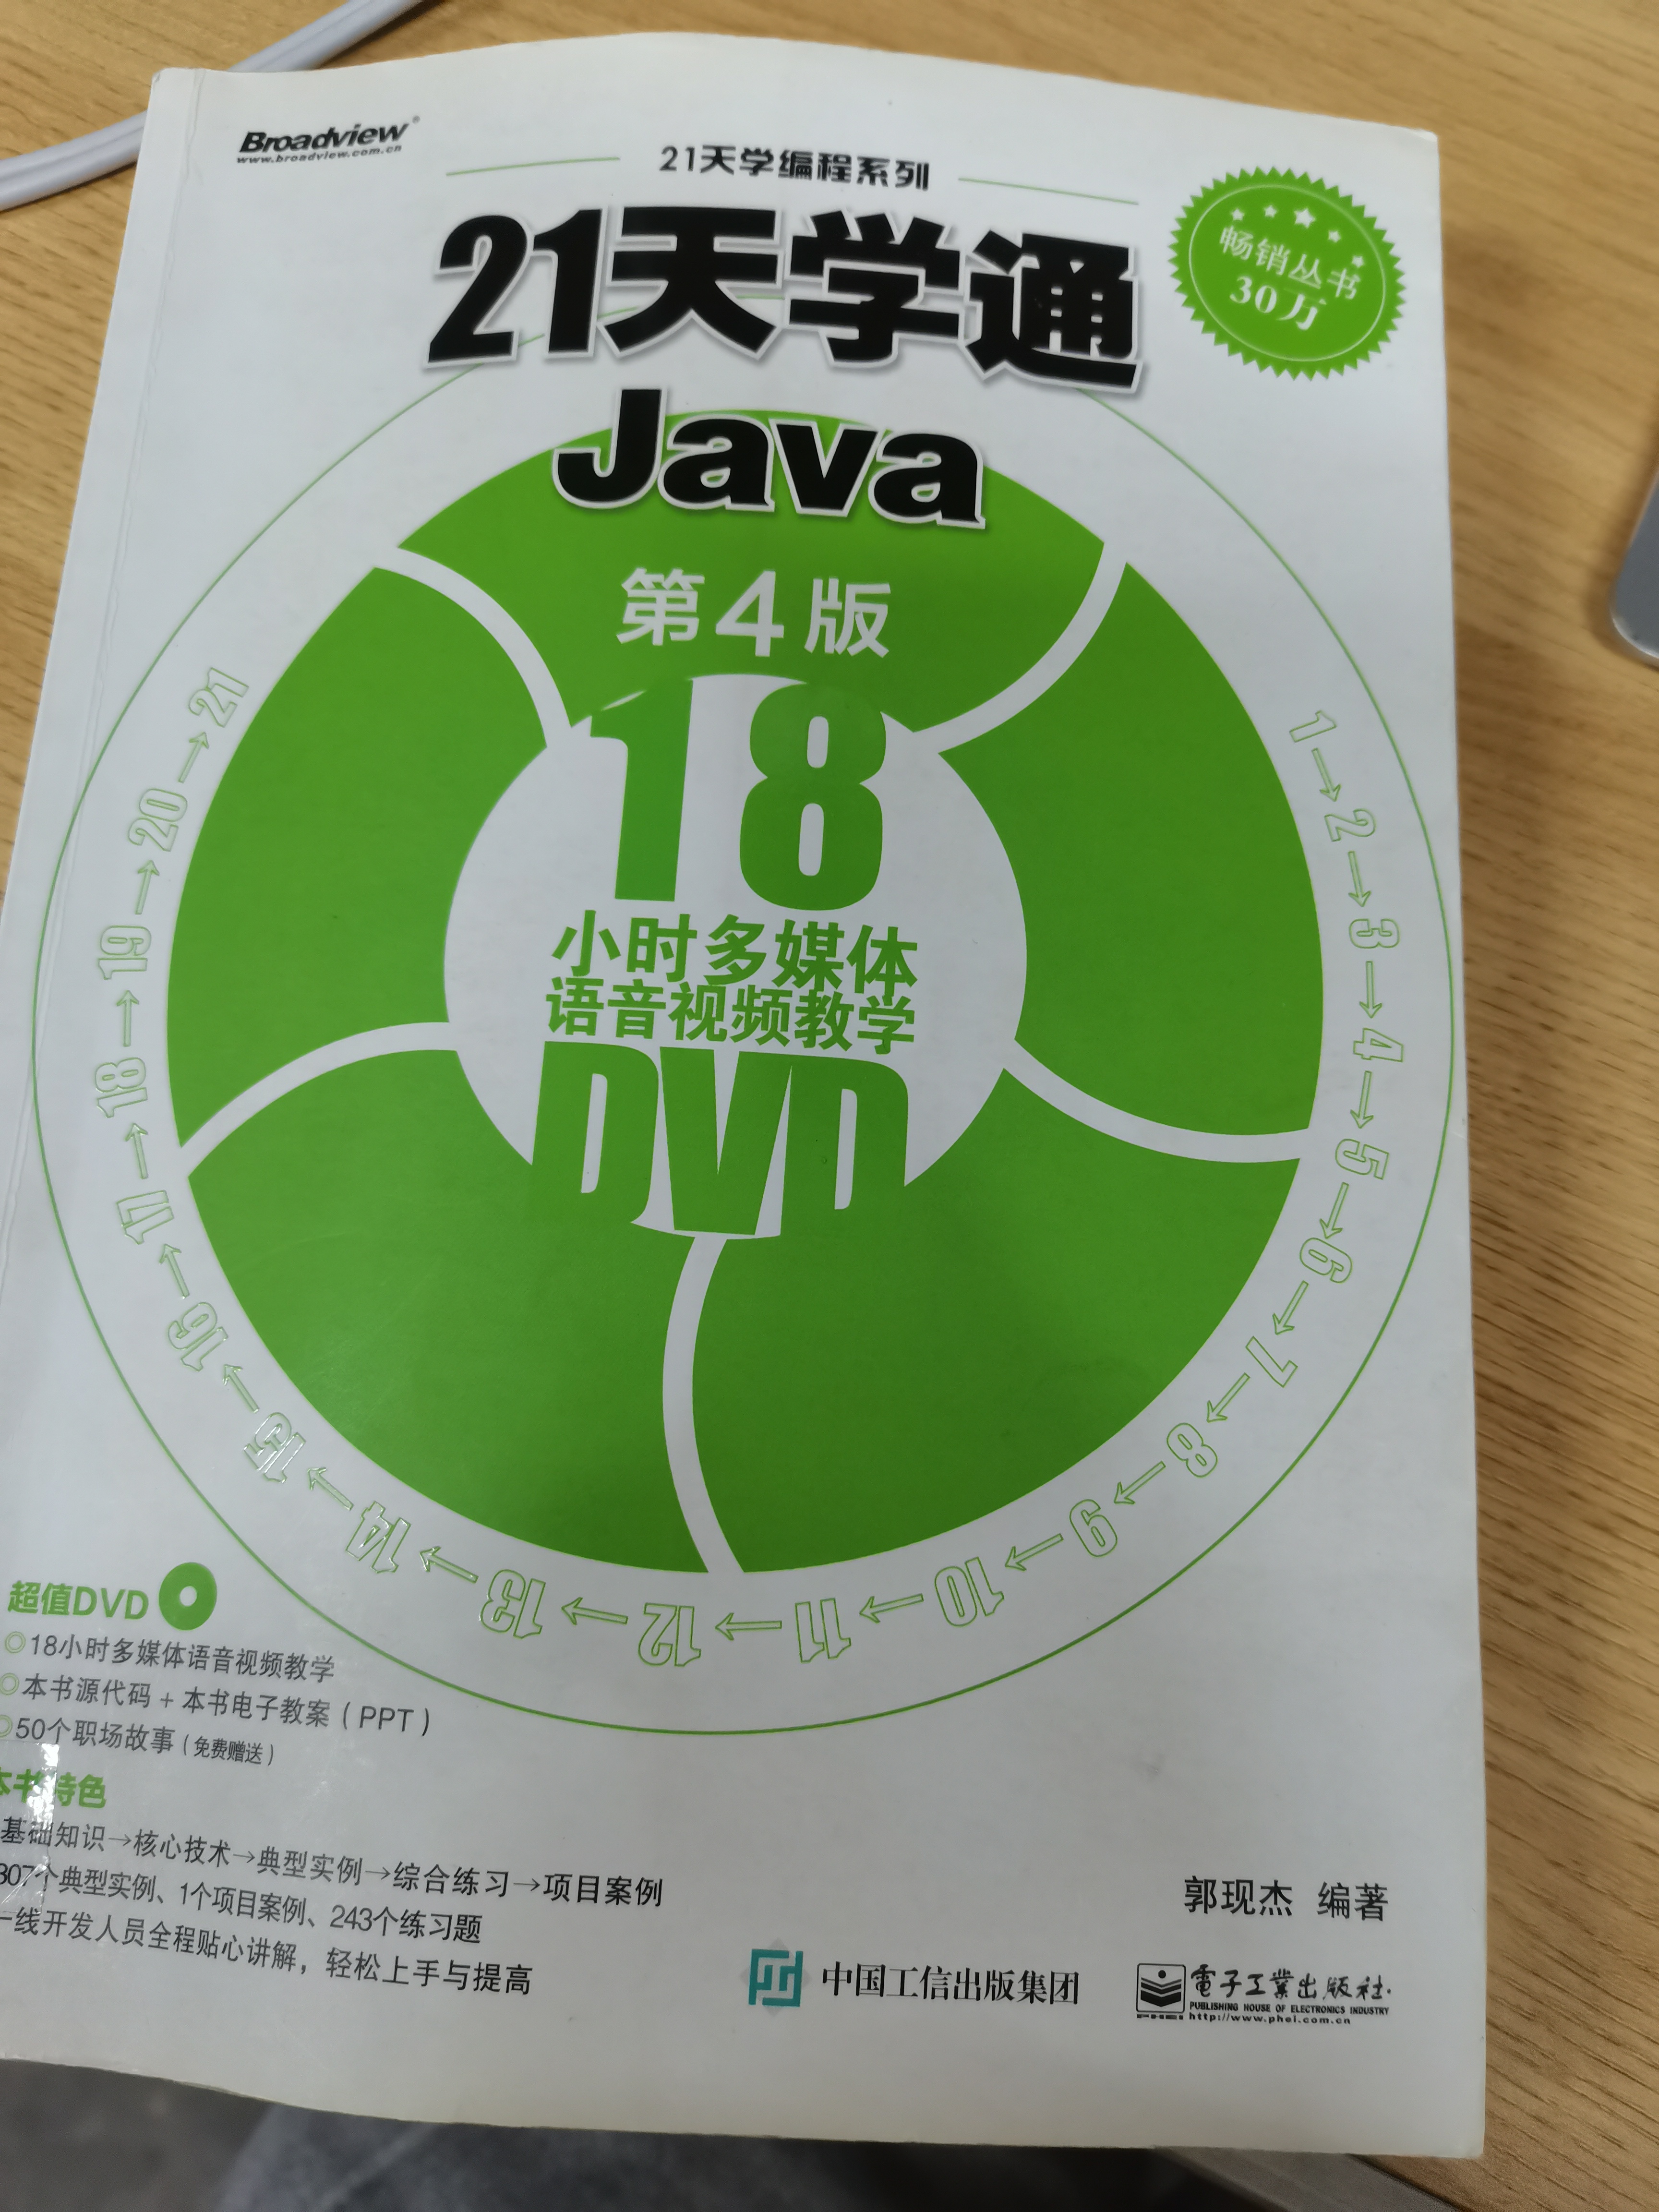 Broadview®
www.broadview.com.cn
21天学编程系列
21天学通
Java
畅销丛书
30万
第4版
18
小时多媒体
语音视频教学
DVD
1→2→3→4→5→6→7→8→9→10→11→12→13→14→15→16→17→18→19→20→21
超值DVD
18小时多媒体语音视频教学
本书源代码 + 本书电子教案（PPT）
50个职场故事（免费赠送）
本书特色
基础知识→核心技术→典型实例→综合练习→项目案例
307个典型实例、1个项目案例、243个练习题
一线开发人员全程贴心讲解，轻松上手与提高
郭现杰 编著
中国工信出版集团
電子工業出版社·
PUBLISHING HOUSE OF ELECTRONICS INDUSTRY
PHEI http://www.phei.com.cn